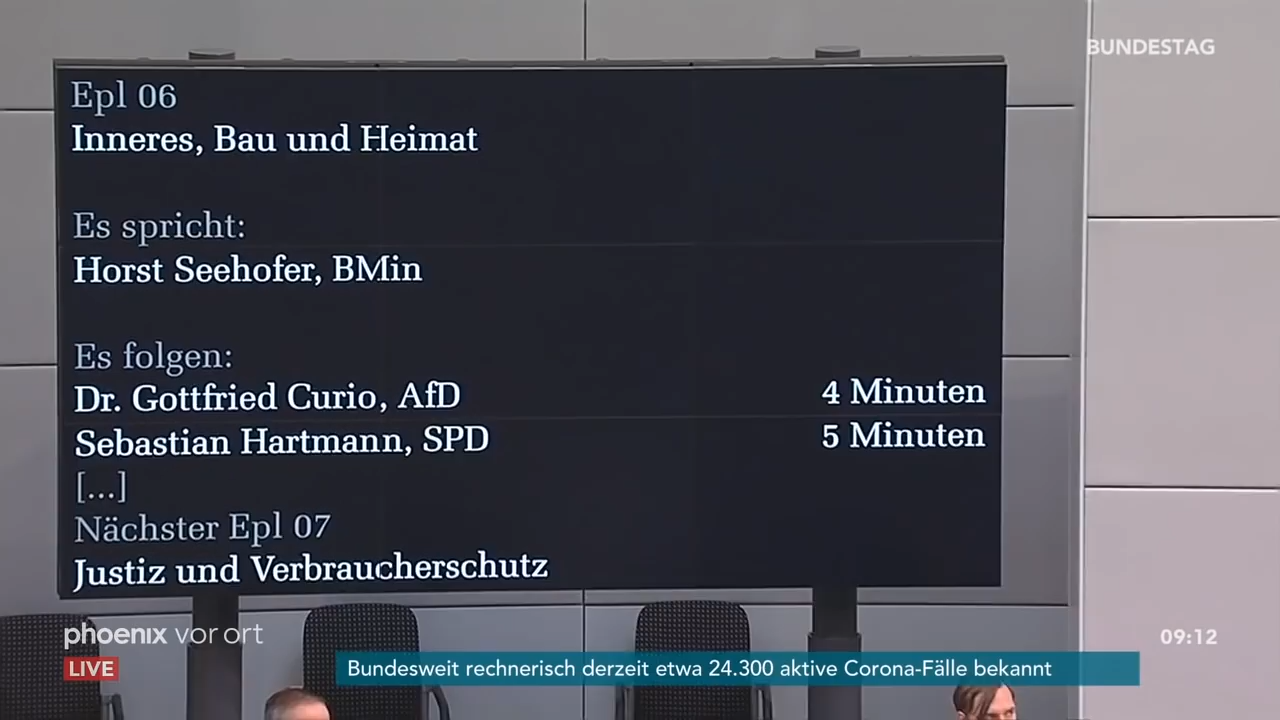 BUNDESTAG
Epl 06
Inneres, Bau und Heimat
Es spricht:
Horst Seehofer, BMin
Es folgen:
Dr. Gottfried Curio, AfD 4 Minuten
Sebastian Hartmann, SPD 5 Minuten
[...]
Nächster Epl 07
Justiz und Verbraucherschutz
phoenix vor ort
09:12
LIVE
Bundesweit rechnerisch derzeit etwa 24.300 aktive Corona-Fälle bekannt